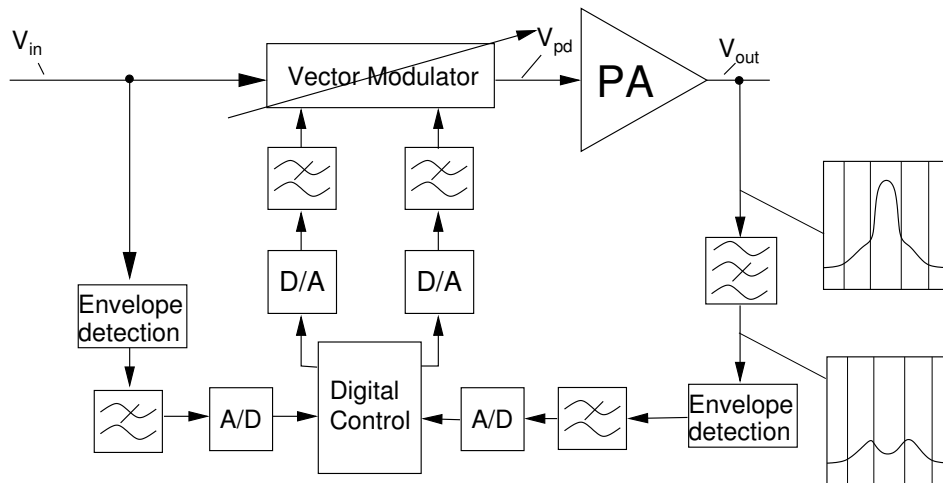 V_in
Vector Modulator
V_pd
PA
V_out
D/A
D/A
Envelope
detection
A/D
Digital
Control
A/D
Envelope
detection